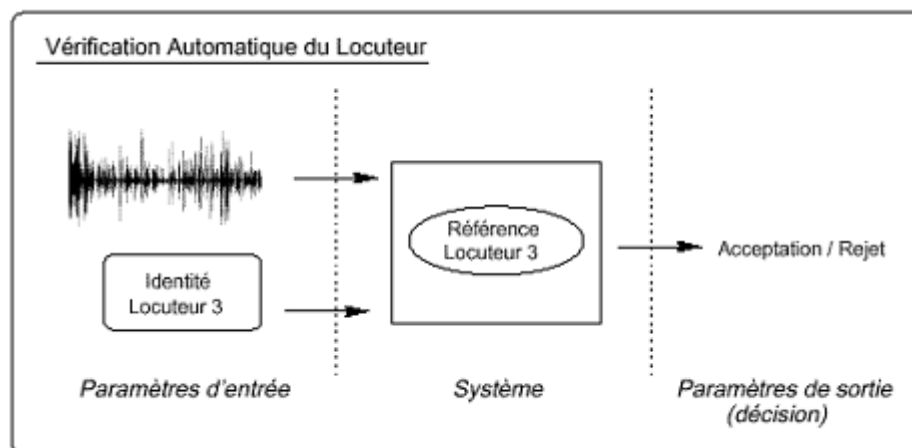 Vérification Automatique du Locuteur
Référence
Locuteur 3
Acceptation / Rejet
Identité
Locuteur 3
Paramètres d'entrée
Système
Paramètres de sortie
(décision)